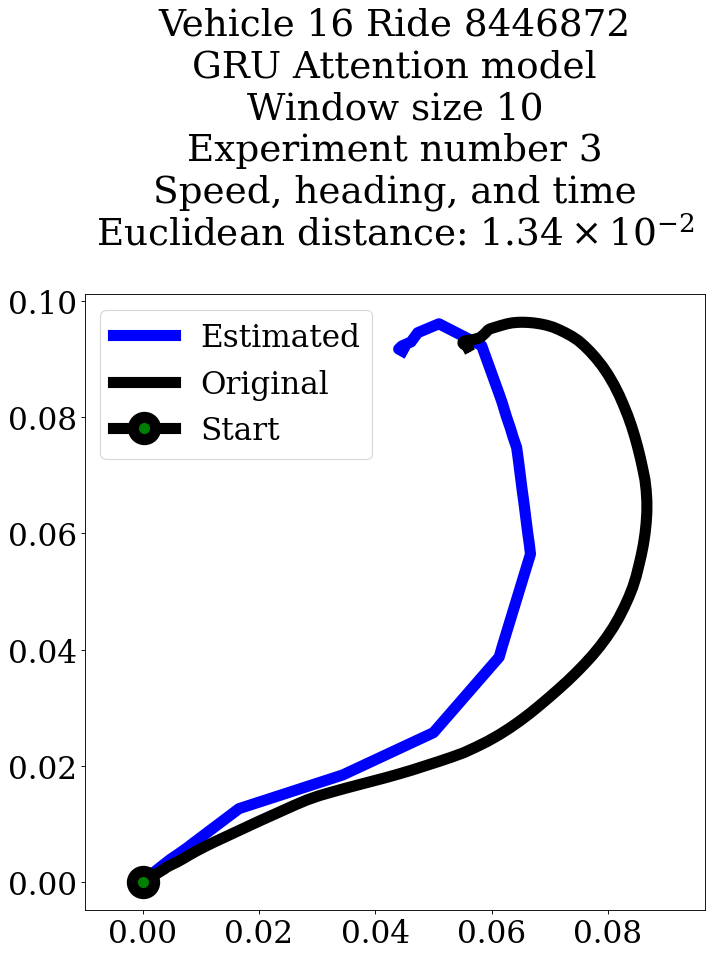 Vehicle 16 Ride 8446872
GRU Attention model
Window size 10
Experiment number 3
Speed, heading, and time
Euclidean distance: 1.34 × 10⁻²
0.10
0.08
0.06
0.04
0.02
0.00
Estimated
Original
Start
0.00 0.02 0.04 0.06 0.08